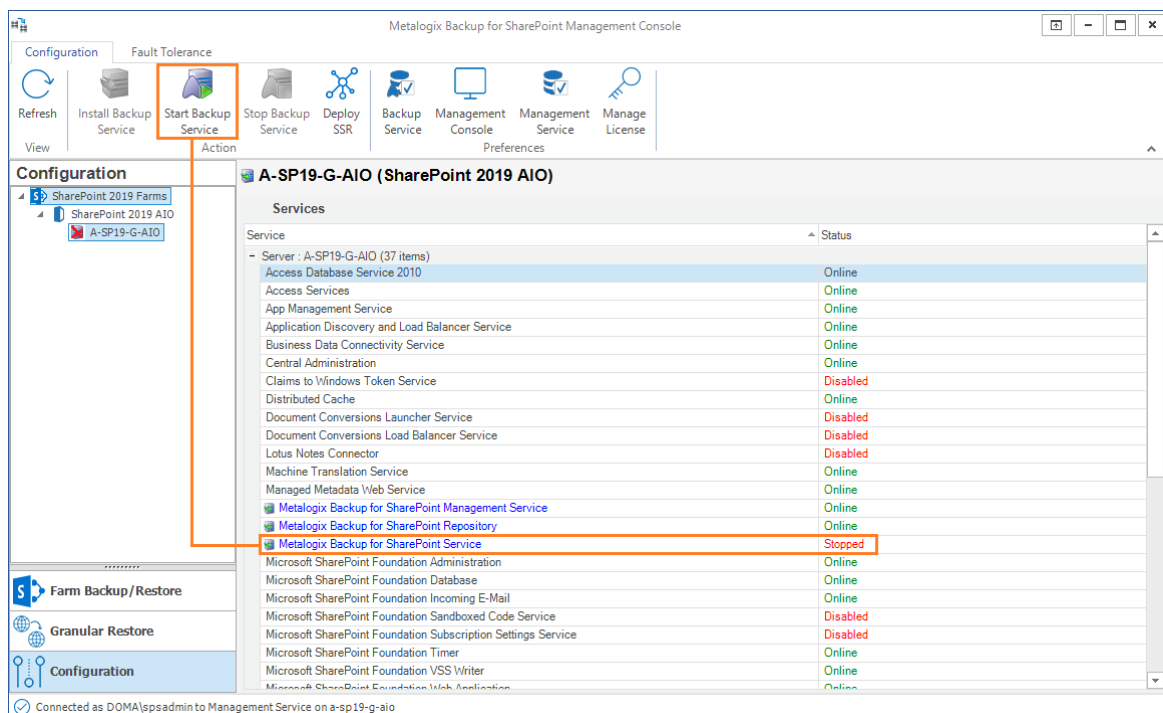 Metalogix Backup for SharePoint Management Console
Configuration Fault Tolerance
Refresh
Install Backup Service
Start Backup Service
Stop Backup Service
Deploy SSR
Backup Service
Management Console
Management Service
Manage License
View Action Preferences
Configuration
SharePoint 2019 Farms
SharePoint 2019 AIO
A-SP19-G-AIO
A-SP19-G-AIO (SharePoint 2019 AIO)
Services
Service Status
Server : A-SP19-G-AIO (37 items)
Access Database Service 2010 Online
Access Services Online
App Management Service Online
Application Discovery and Load Balancer Service Online
Business Data Connectivity Service Online
Central Administration Online
Claims to Windows Token Service Disabled
Distributed Cache Online
Document Conversions Launcher Service Disabled
Document Conversions Load Balancer Service Disabled
Lotus Notes Connector Disabled
Machine Translation Service Online
Managed Metadata Web Service Online
Metalogix Backup for SharePoint Management Service Online
Metalogix Backup for SharePoint Repository Online
Metalogix Backup for SharePoint Service Stopped
Microsoft SharePoint Foundation Administration Online
Microsoft SharePoint Foundation Database Online
Microsoft SharePoint Foundation Incoming E-Mail Online
Microsoft SharePoint Foundation Sandboxed Code Service Disabled
Microsoft SharePoint Foundation Subscription Settings Service Disabled
Microsoft SharePoint Foundation Timer Online
Microsoft SharePoint Foundation VSS Writer Online
Microsoft SharePoint Foundation Web Application Online
Farm Backup/Restore
Granular Restore
Configuration
Connected as DOMA\spsadmin to Management Service on a-sp19-g-aio